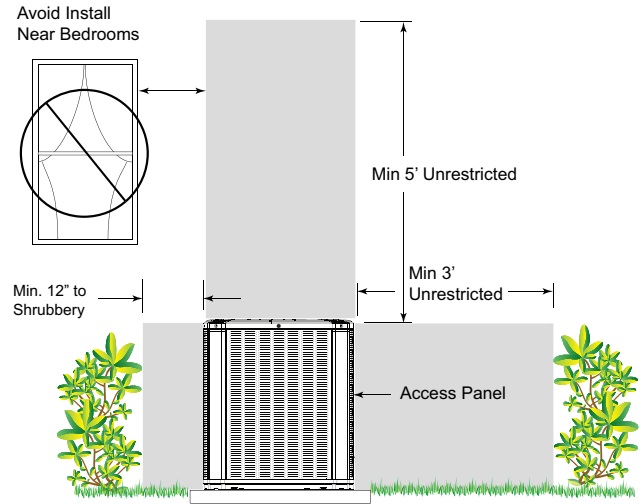 Avoid Install
Near Bedrooms
Min 5’ Unrestricted
Min 3’
Unrestricted
Min. 12” to
Shrubbery
Access Panel